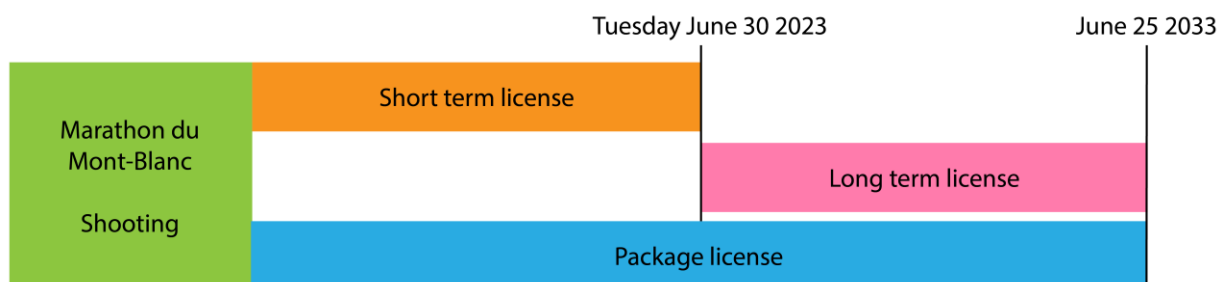 Tuesday June 30 2023
June 25 2033
Short term license
Marathon du
Mont-Blanc
Shooting
Long term license
Package license